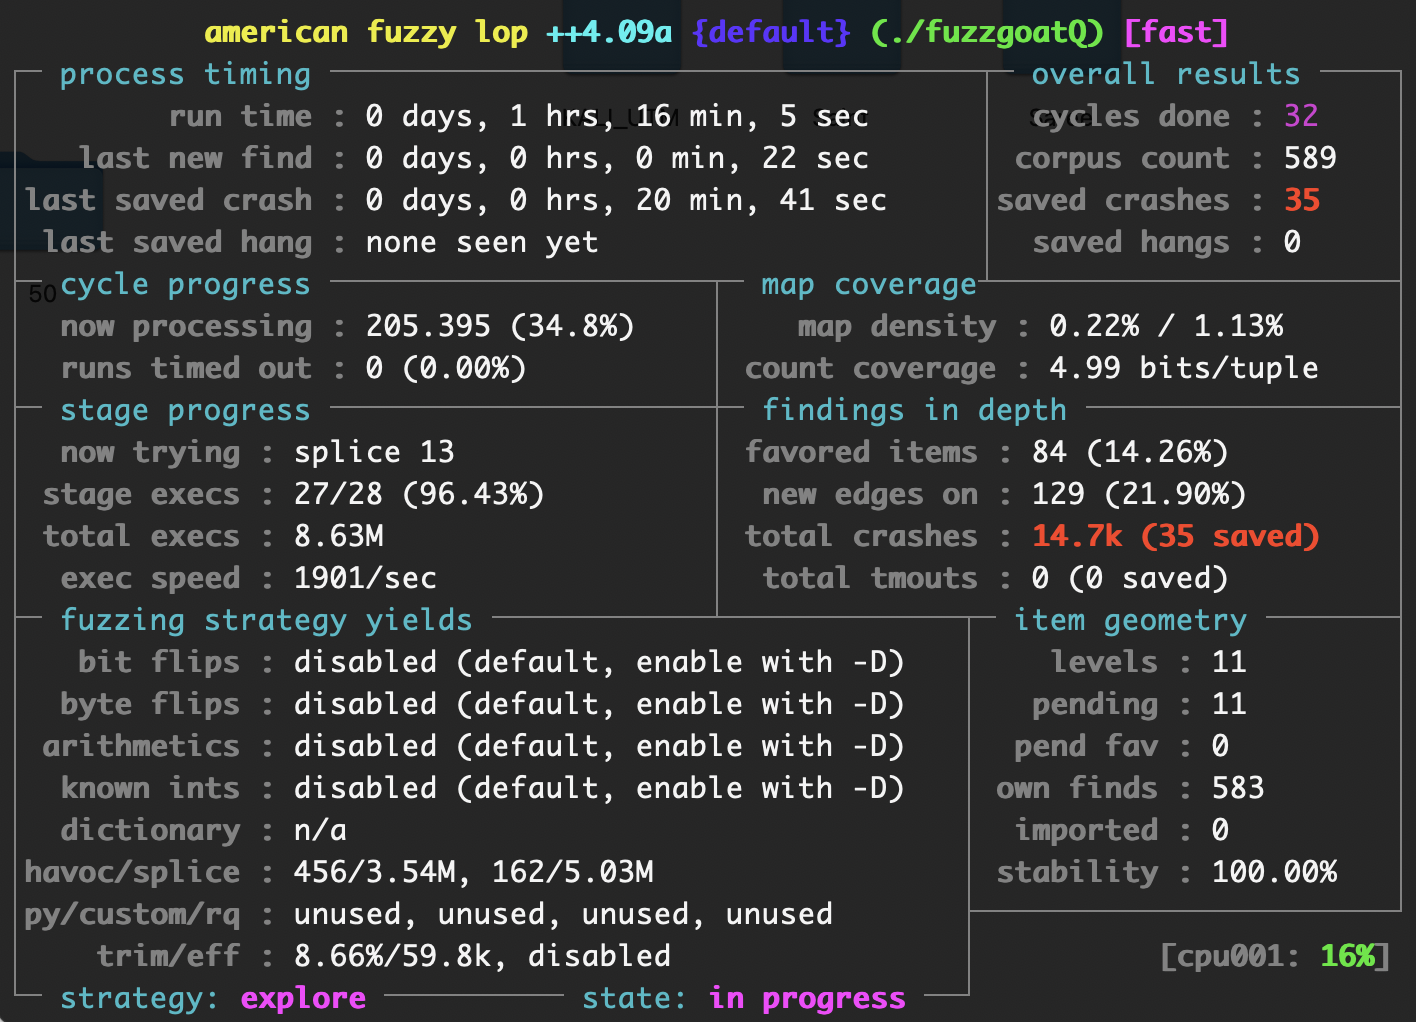 american fuzzy lop ++4.09a {default} (./fuzzgoatQ) [fast]
process timing
run time : 0 days, 1 hrs, 16 min, 5 sec
last new find : 0 days, 0 hrs, 0 min, 22 sec
last saved crash : 0 days, 0 hrs, 20 min, 41 sec
last saved hang : none seen yet
overall results
cycles done : 32
corpus count : 589
saved crashes : 35
saved hangs : 0
50
cycle progress
now processing : 205.395 (34.8%)
runs timed out : 0 (0.00%)
map coverage
map density : 0.22% / 1.13%
count coverage : 4.99 bits/tuple
stage progress
now trying : splice 13
stage execs : 27/28 (96.43%)
total execs : 8.63M
exec speed : 1901/sec
findings in depth
favored items : 84 (14.26%)
new edges on : 129 (21.90%)
total crashes : 14.7k (35 saved)
total tmouts : 0 (0 saved)
fuzzing strategy yields
bit flips : disabled (default, enable with -D)
byte flips : disabled (default, enable with -D)
arithmetics : disabled (default, enable with -D)
known ints : disabled (default, enable with -D)
dictionary : n/a
havoc/splice : 456/3.54M, 162/5.03M
py/custom/rq : unused, unused, unused, unused
trim/eff : 8.66%/59.8k, disabled
item geometry
levels : 11
pending : 11
pend fav : 0
own finds : 583
imported : 0
stability : 100.00%
[cpu001: 16%]
strategy: explore
state: in progress